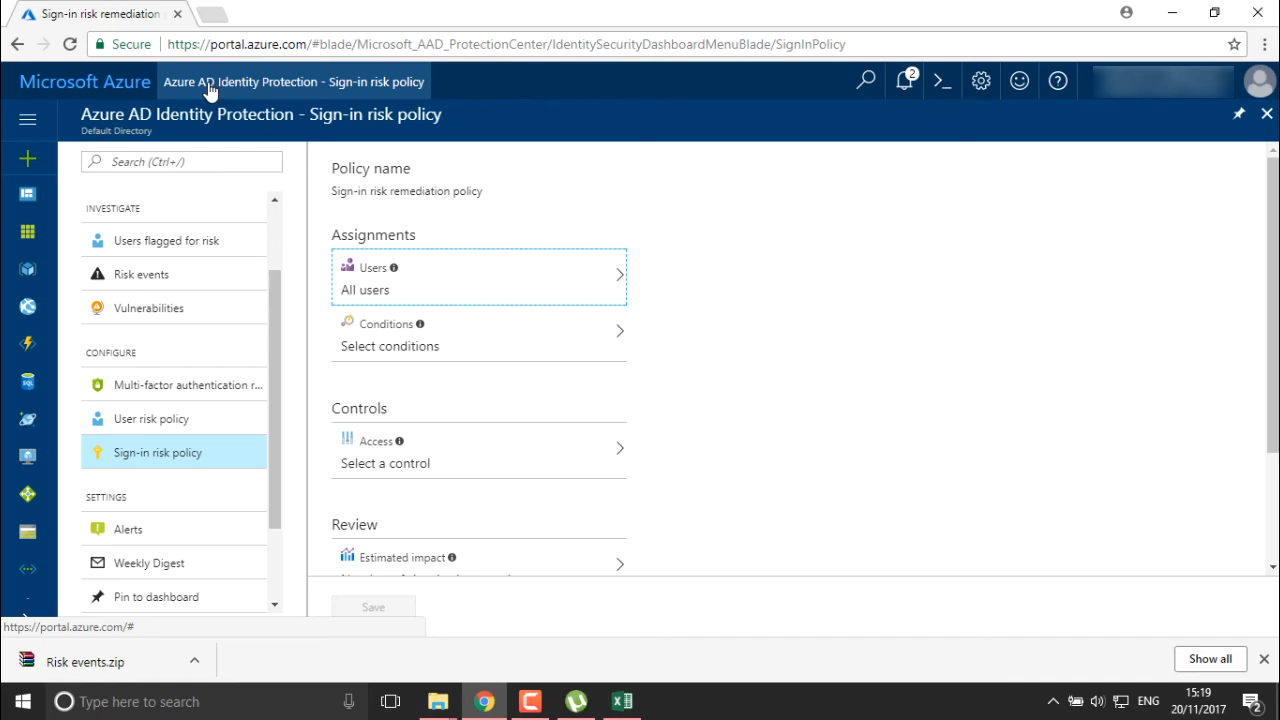 Sign-in risk remediation p
Secure
https://portal.azure.com/#blade/Microsoft_AAD_ProtectionCenter/IdentitySecurityDashboardMenuBlade/SignInPolicy
Microsoft Azure
Azure AD Identity Protection - Sign-in risk policy
2
Azure AD Identity Protection - Sign-in risk policy
Default Directory
Search (Ctrl+/)
INVESTIGATE
Users flagged for risk
Risk events
Vulnerabilities
CONFIGURE
Multi-factor authentication r...
User risk policy
Sign-in risk policy
SETTINGS
Alerts
Weekly Digest
Pin to dashboard
Policy name
Sign-in risk remediation policy
Assignments
Users
All users
Conditions
Select conditions
Controls
Access
Select a control
Review
Estimated impact
Save
SQL
https://portal.azure.com/#
Risk events.zip
Show all
Type here to search
ENG
15:19
20/11/2017
2